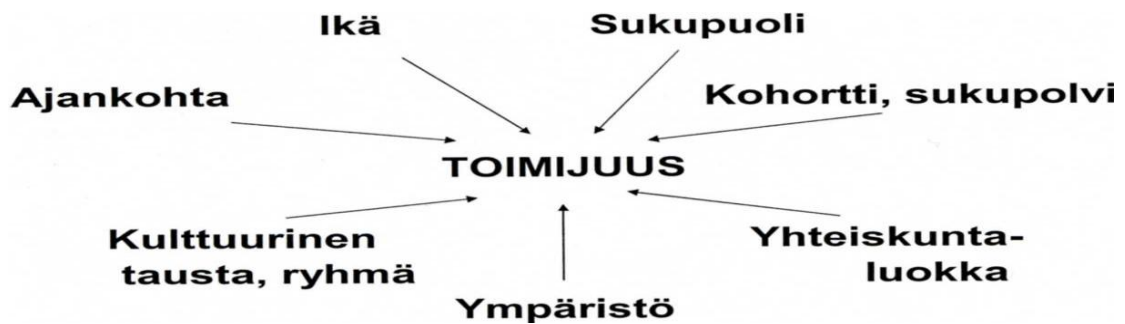 Ikä
Sukupuoli
Ajankohta
Kohortti, sukupolvi
TOIMIJUUS
Kulttuurinen
tausta, ryhmä
Yhteiskunta-
luokka
Ympäristö